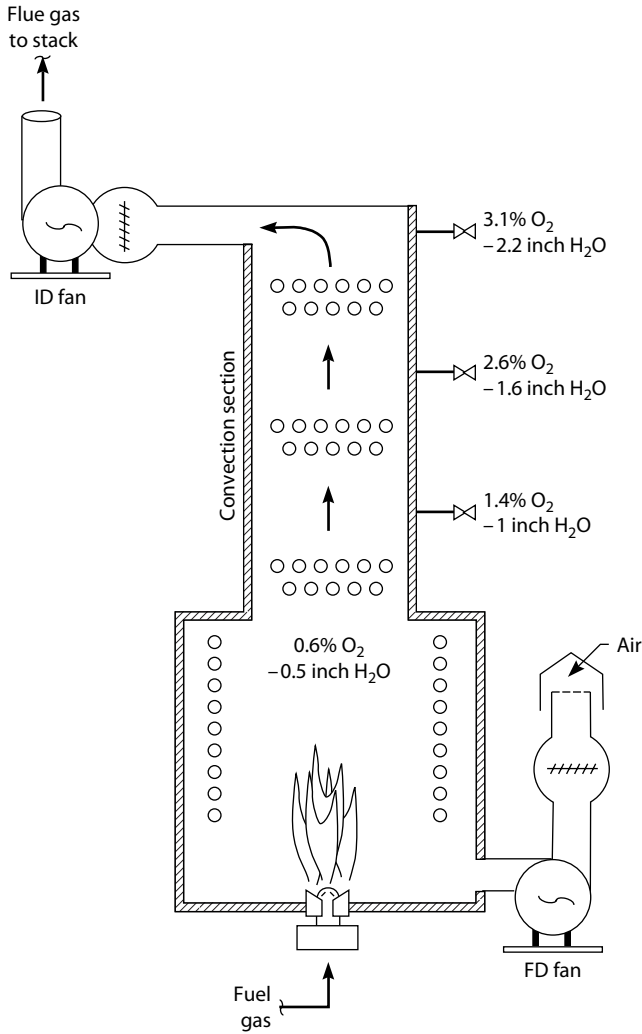 Flue gas
to stack
ID fan
3.1% O₂
–2.2 inch H₂O
2.6% O₂
–1.6 inch H₂O
Convection section
1.4% O₂
–1 inch H₂O
0.6% O₂
–0.5 inch H₂O
Air
FD fan
Fuel
gas